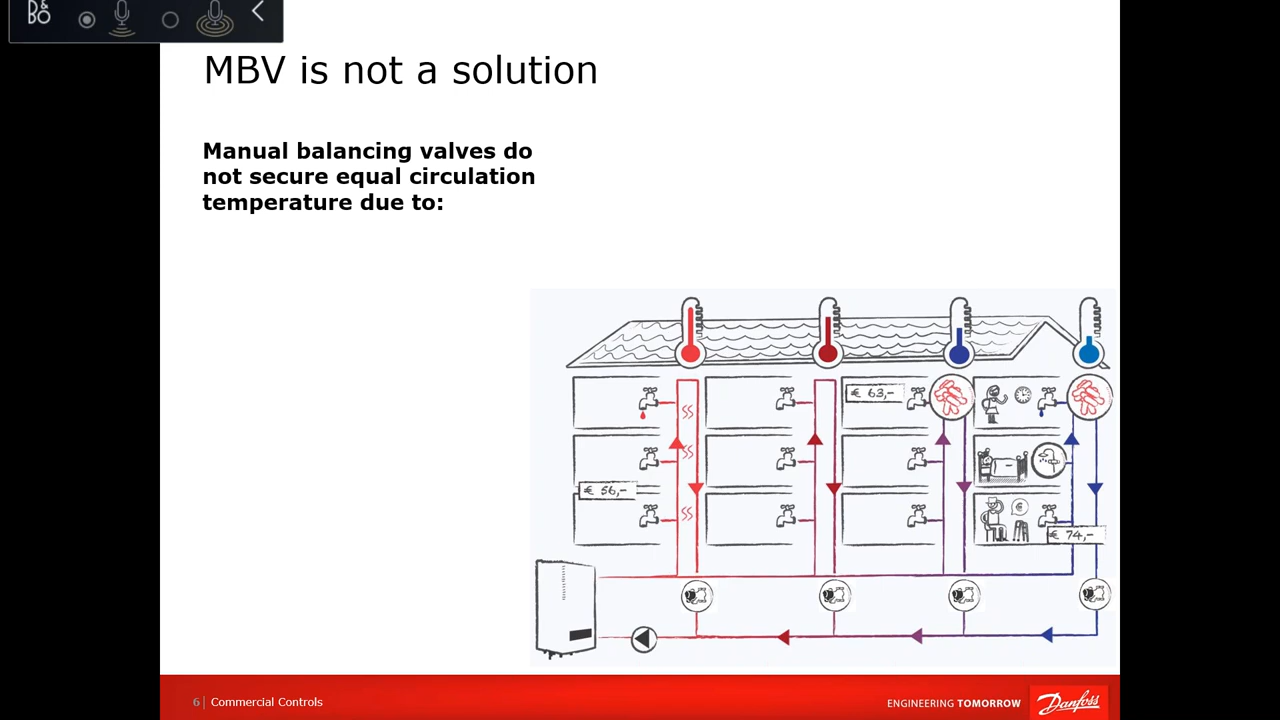 B&O
MBV is not a solution
Manual balancing valves do
not secure equal circulation
temperature due to:
€ 63,-
€ 56,-
€
€ 74,-
6 | Commercial Controls
ENGINEERING TOMORROW
Danfoss